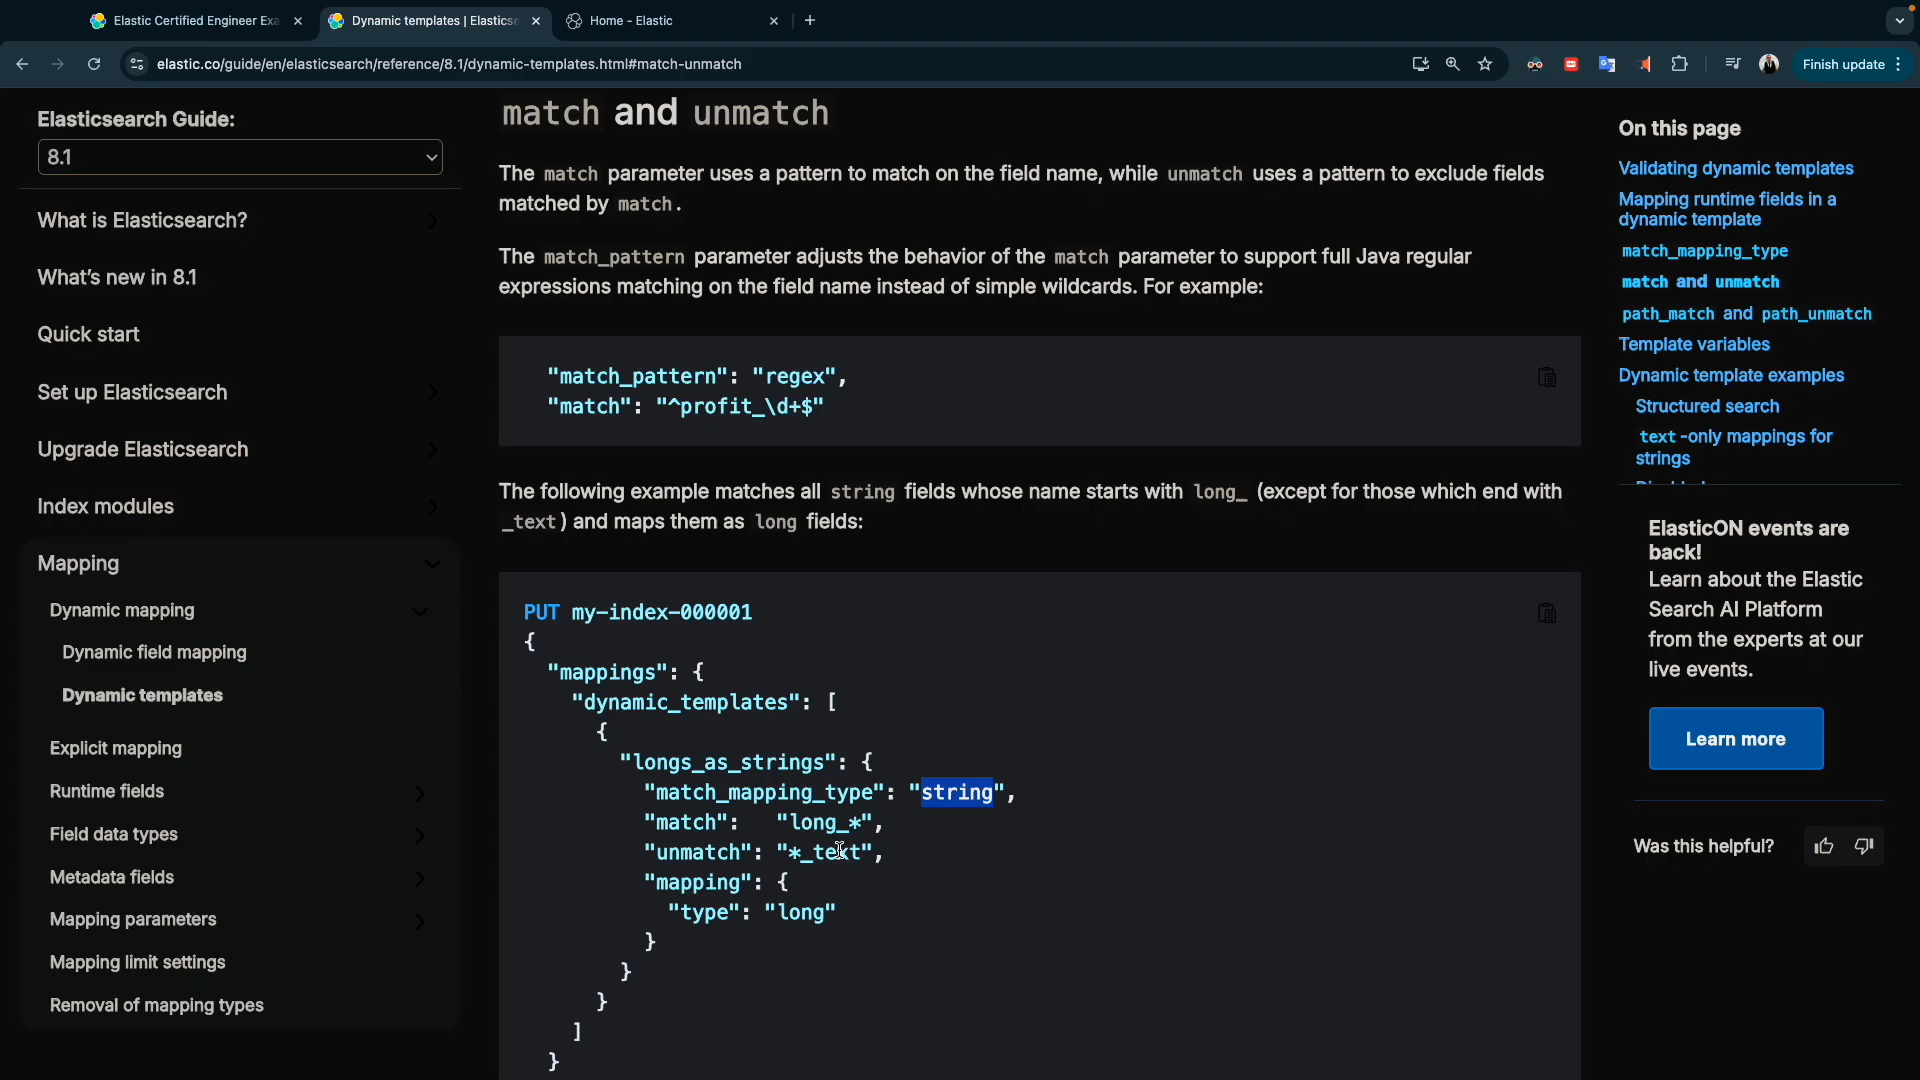 Elastic Certified Engineer Exa
Dynamic templates | Elasticse
Home - Elastic
elastic.co/guide/en/elasticsearch/reference/8.1/dynamic-templates.html#match-unmatch
Finish update
Elasticsearch Guide:
8.1
What is Elasticsearch?
What's new in 8.1
Quick start
Set up Elasticsearch
Upgrade Elasticsearch
Index modules
Mapping
Dynamic mapping
Dynamic field mapping
Dynamic templates
Explicit mapping
Runtime fields
Field data types
Metadata fields
Mapping parameters
Mapping limit settings
Removal of mapping types
match and unmatch
The match parameter uses a pattern to match on the field name, while unmatch uses a pattern to exclude fields
matched by match.
The match_pattern parameter adjusts the behavior of the match parameter to support full Java regular
expressions matching on the field name instead of simple wildcards. For example:
"match_pattern": "regex",
"match": "^profit_\d+$"
The following example matches all string fields whose name starts with long_ (except for those which end with
_text) and maps them as long fields:
PUT my-index-000001
{
"mappings": {
"dynamic_templates": [
{
"longs_as_strings": {
"match_mapping_type": "string",
"match": "long_*",
"unmatch": "*_text",
"mapping": {
"type": "long"
}
}
}
]
}
On this page
Validating dynamic templates
Mapping runtime fields in a
dynamic template
match_mapping_type
match and unmatch
path_match and path_unmatch
Template variables
Dynamic template examples
Structured search
text -only mappings for
strings
ElasticON events are
back!
Learn about the Elastic
Search AI Platform
from the experts at our
live events.
Learn more
Was this helpful?